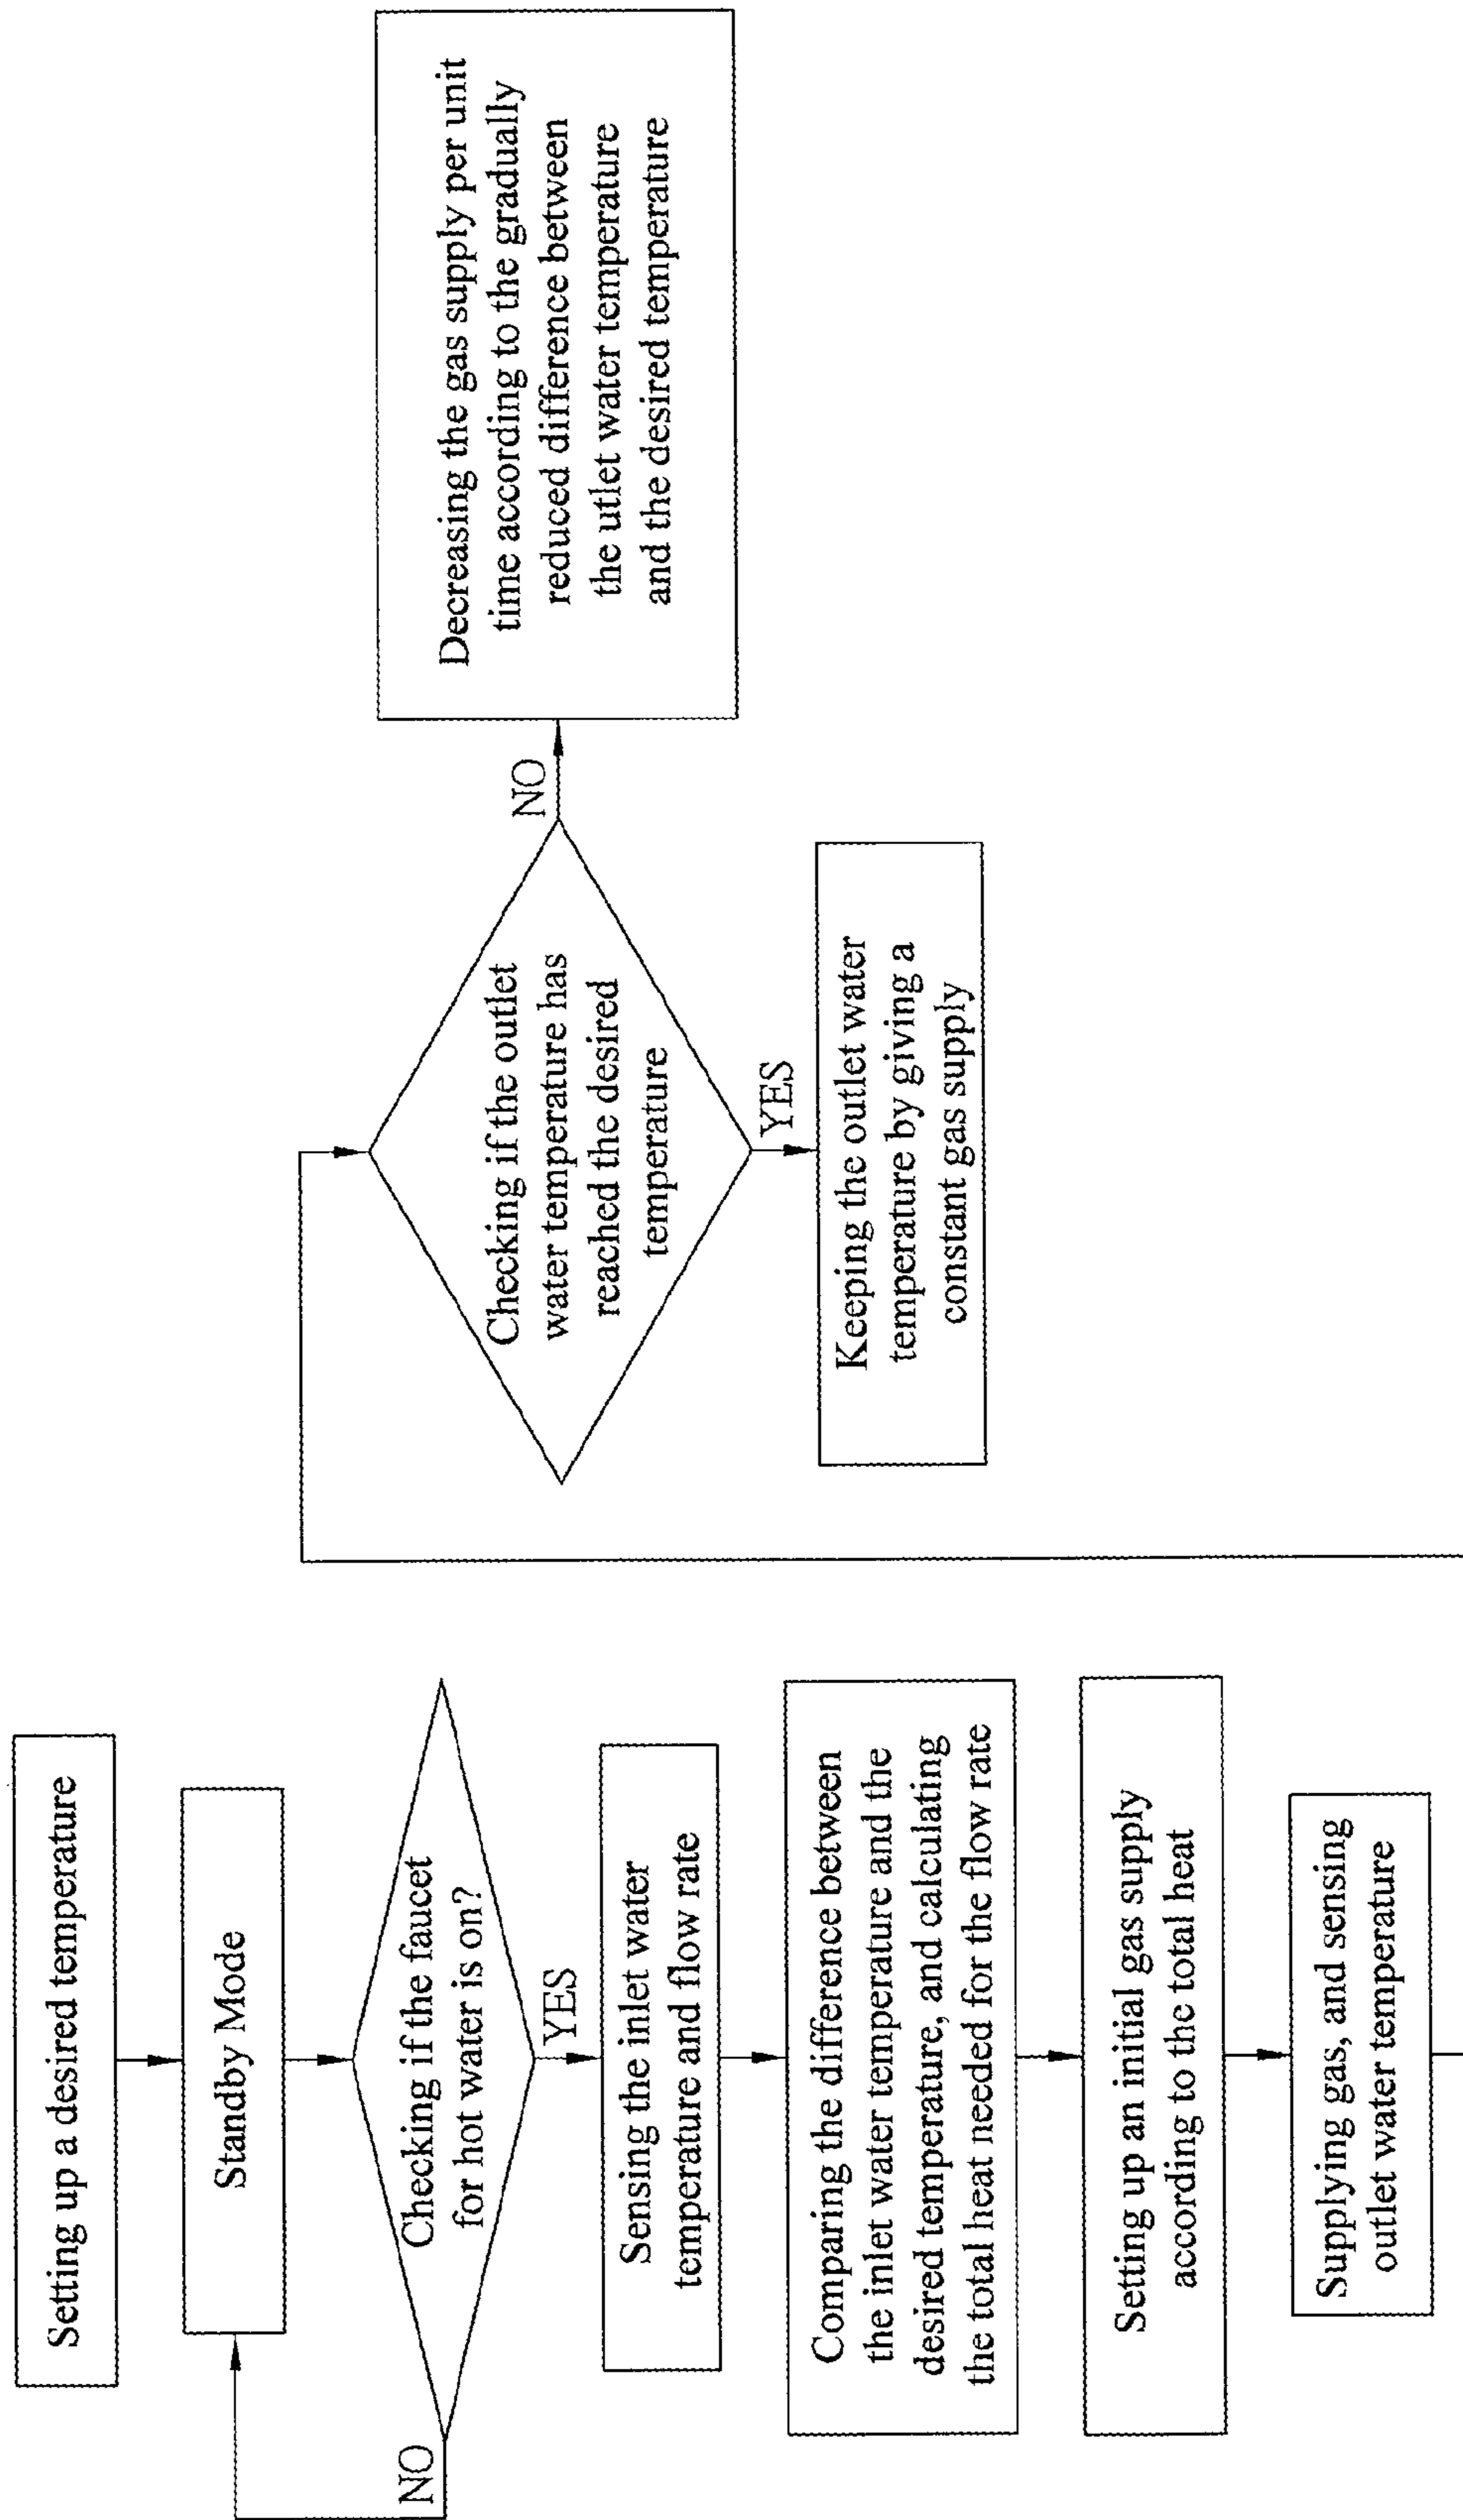 Setting up a desired temperature
Standby Mode
Checking if the faucet
for hot water is on?
NO
YES
Sensing the inlet water
temperature and flow rate
Comparing the difference between
the inlet water temperature and the
desired temperature, and calculating
the total heat needed for the flow rate
Setting up an initial gas supply
according to the total heat
Supplying gas, and sensing
outlet water temperature
Checking if the outlet
water temperature has
reached the desired
temperature
NO
YES
Decreasing the gas supply per unit
time according to the gradually
reduced difference between
the utlet water temperature
and the desired temperature
Keeping the outlet water
temperature by giving a
constant gas supply